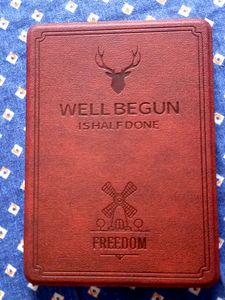 WELL BEGUN
IS HALF DONE
FREEDOM